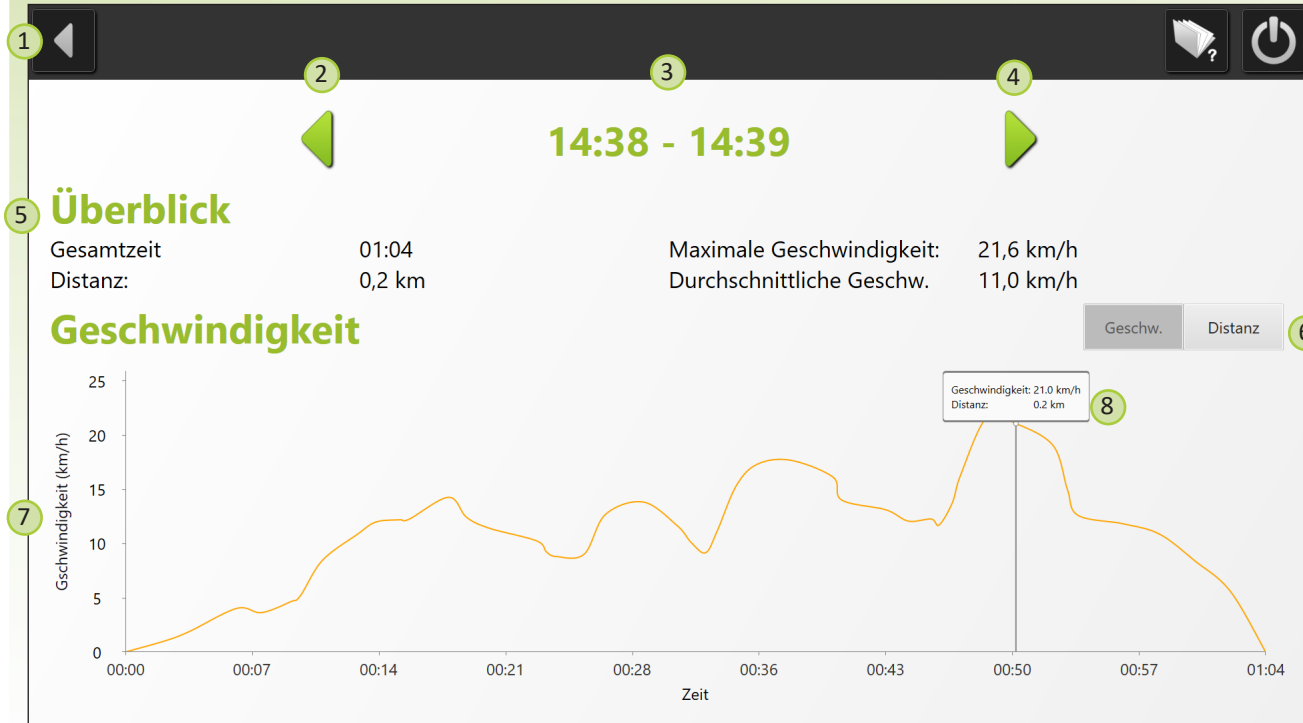 1
?
2
3
4
14:38 - 14:39
5
Überblick
Gesamtzeit 01:04 Maximale Geschwindigkeit: 21,6 km/h
Distanz: 0,2 km Durchschnittliche Geschw. 11,0 km/h
Geschwindigkeit
Geschw. Distanz 6
Geschwindigkeit: 21.0 km/h
Distanz: 0.2 km
8
7
Gschwindigkeit (km/h)
25
20
15
10
5
0
00:00 00:07 00:14 00:21 00:28 00:36 00:43 00:50 00:57 01:04
Zeit